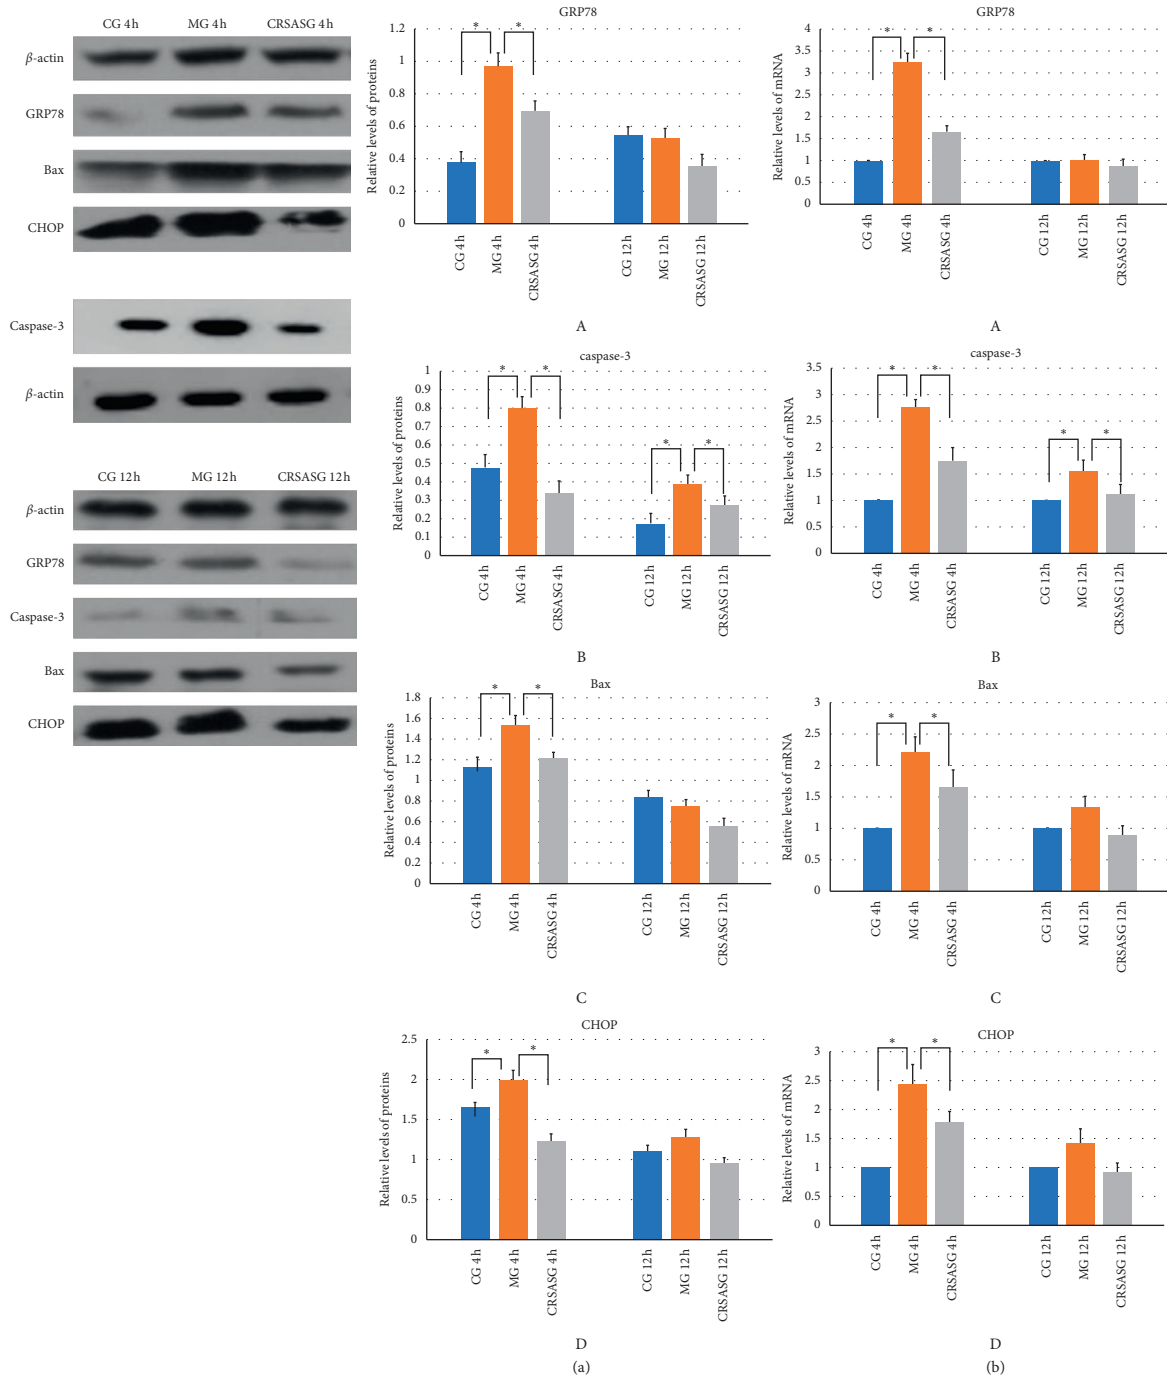 CG 4h MG 4h CRSASG 4h
β-actin
GRP78
Bax
CHOP
Caspase-3
β-actin
CG 12h MG 12h CRSASG 12h
β-actin
GRP78
Caspase-3
Bax
CHOP
GRP78
Relative levels of proteins
1.2
1
0.8
0.6
0.4
0.2
0
* *
CG 4h
MG 4h
CRSASG 4h
CG 12h
MG 12h
CRSASG 12h
A
caspase-3
Relative levels of proteins
1
0.9
0.8
0.7
0.6
0.5
0.4
0.3
0.2
0.1
0
* *
* *
CG 4h
MG 4h
CRSASG 4h
CG 12h
MG 12h
CRSASG 12h
B
Bax
Relative levels of proteins
1.8
1.6
1.4
1.2
1
0.8
0.6
0.4
0.2
0
* *
CG 4h
MG 4h
CRSASG 4h
CG 12h
MG 12h
CRSASG 12h
C
CHOP
Relative levels of proteins
2.5
2
1.5
1
0.5
0
* *
CG 4h
MG 4h
CRSASG 4h
CG 12h
MG 12h
CRSASG 12h
D
(a)
GRP78
Relative levels of mRNA
4
3.5
3
2.5
2
1.5
1
0.5
0
* *
CG 4h
MG 4h
CRSASG 4h
CG 12h
MG 12h
CRSASG 12h
A
caspase-3
Relative levels of mRNA
3.5
3
2.5
2
1.5
1
0.5
0
* *
* *
CG 4h
MG 4h
CRSASG 4h
CG 12h
MG 12h
CRSASG 12h
B
Bax
Relative levels of mRNA
3
2.5
2
1.5
1
0.5
0
* *
CG 4h
MG 4h
CRSASG 4h
CG 12h
MG 12h
CRSASG 12h
C
CHOP
Relative levels of mRNA
3
2.5
2
1.5
1
0.5
0
* *
CG 4h
MG 4h
CRSASG 4h
CG 12h
MG 12h
CRSASG 12h
D
(b)